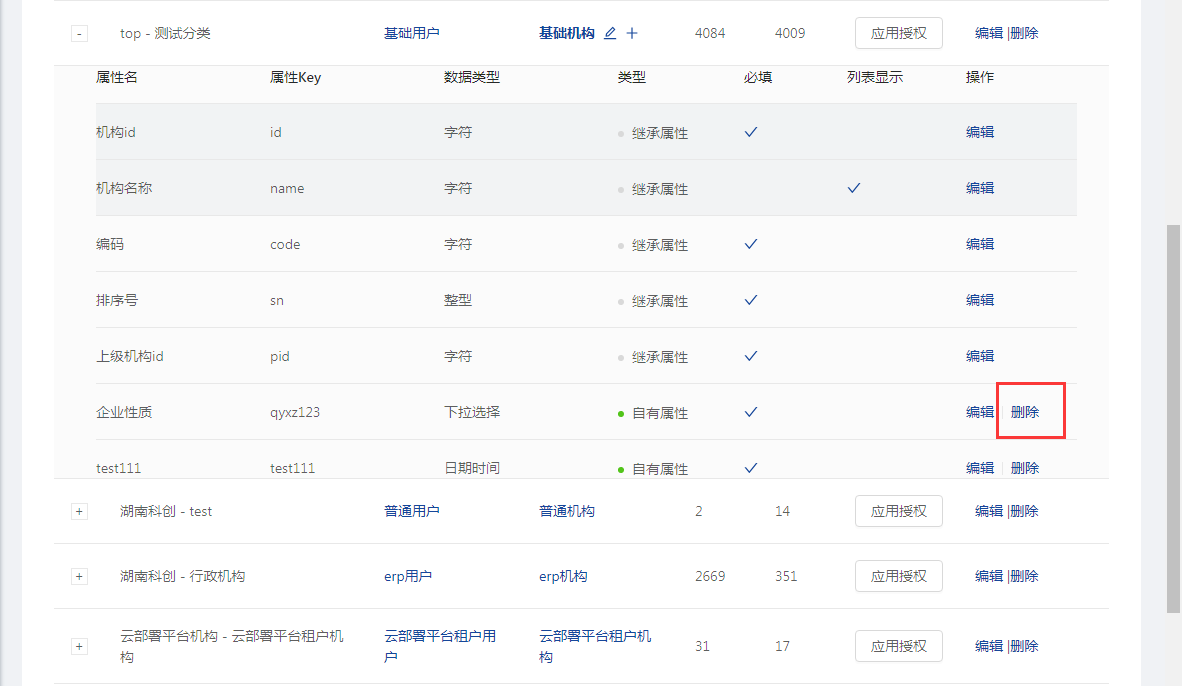 - top - 测试分类 基础用户 基础机构 + 4084 4009 应用授权 编辑 |删除
属性名 属性Key 数据类型 类型 必填 列表显示 操作
机构id id 字符 继承属性 编辑
机构名称 name 字符 继承属性 编辑
编码 code 字符 继承属性 编辑
排序号 sn 整型 继承属性 编辑
上级机构id pid 字符 继承属性 编辑
企业性质 qyxz123 下拉选择 自有属性 编辑 | 删除
test111 test111 日期时间 自有属性 编辑 | 删除
+ 湖南科创 - test 普通用户 普通机构 2 14 应用授权 编辑 |删除
+ 湖南科创 - 行政机构 erp用户 erp机构 2669 351 应用授权 编辑 |删除
+ 云部署平台机构 - 云部署平台租户机 云部署平台租户用 云部署平台租户机 31 17 应用授权 编辑 |删除
构 户 构